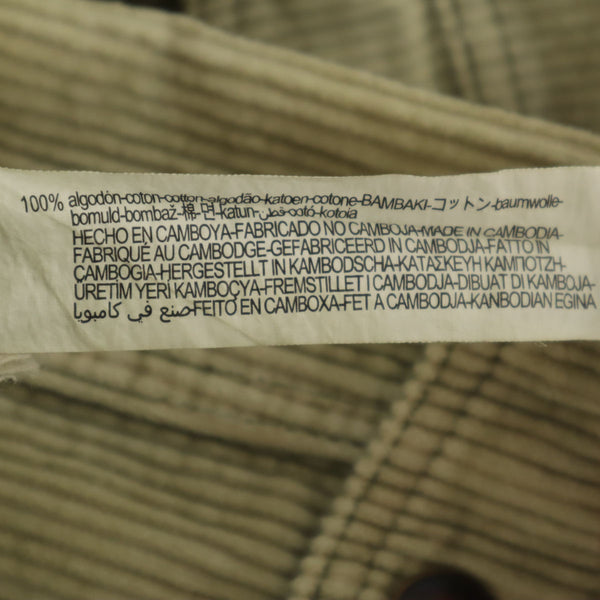 100% algodón-coton-cotton-algodão-katoen-cotone-BAMBAKI-コットン-baumwolle-
bomuld-bombaž-棉-면-katun-قطن-cotó-kotoia
HECHO EN CAMBOYA-FABRICADO NO CAMBOJA-MADE IN CAMBODIA-
FABRIQUÉ AU CAMBODGE-GEFABRICEERD IN CAMBODJA-FATTO IN
CAMBOGIA-HERGESTELLT IN KAMBODSCHA-ΚΑΤΑΣΚΕΥΗ ΚΑΜΠΟΤΖΗ-
ÜRETİM YERİ KAMBOÇYA-FREMSTILLET I CAMBODJA-DIBUAT DI KAMBOJA-
صنع في كامبوبيا-FEITO EN CAMBOXA-FET A CAMBODJA-KANBODIAN EGINA